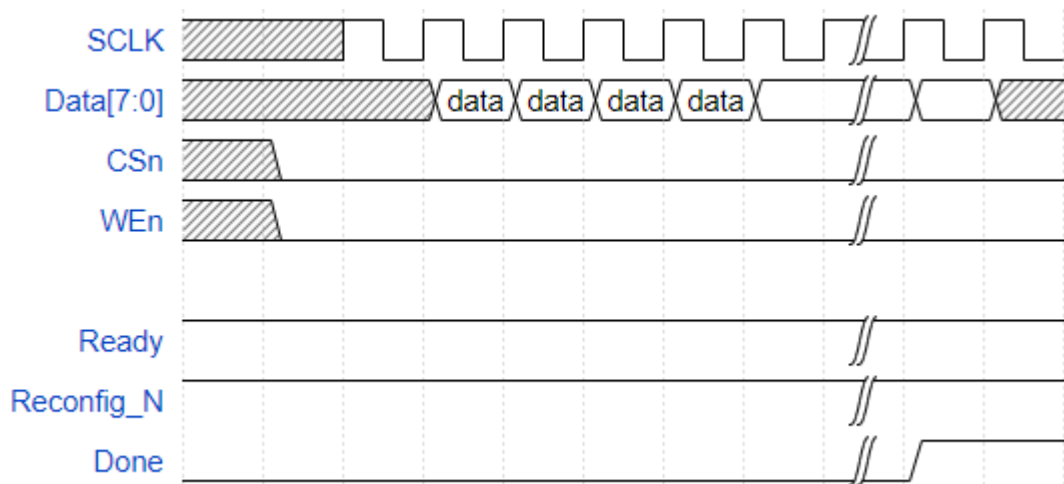 SCLK
Data[7:0] data data data data
CSn
WEn
Ready
Reconfig_N
Done